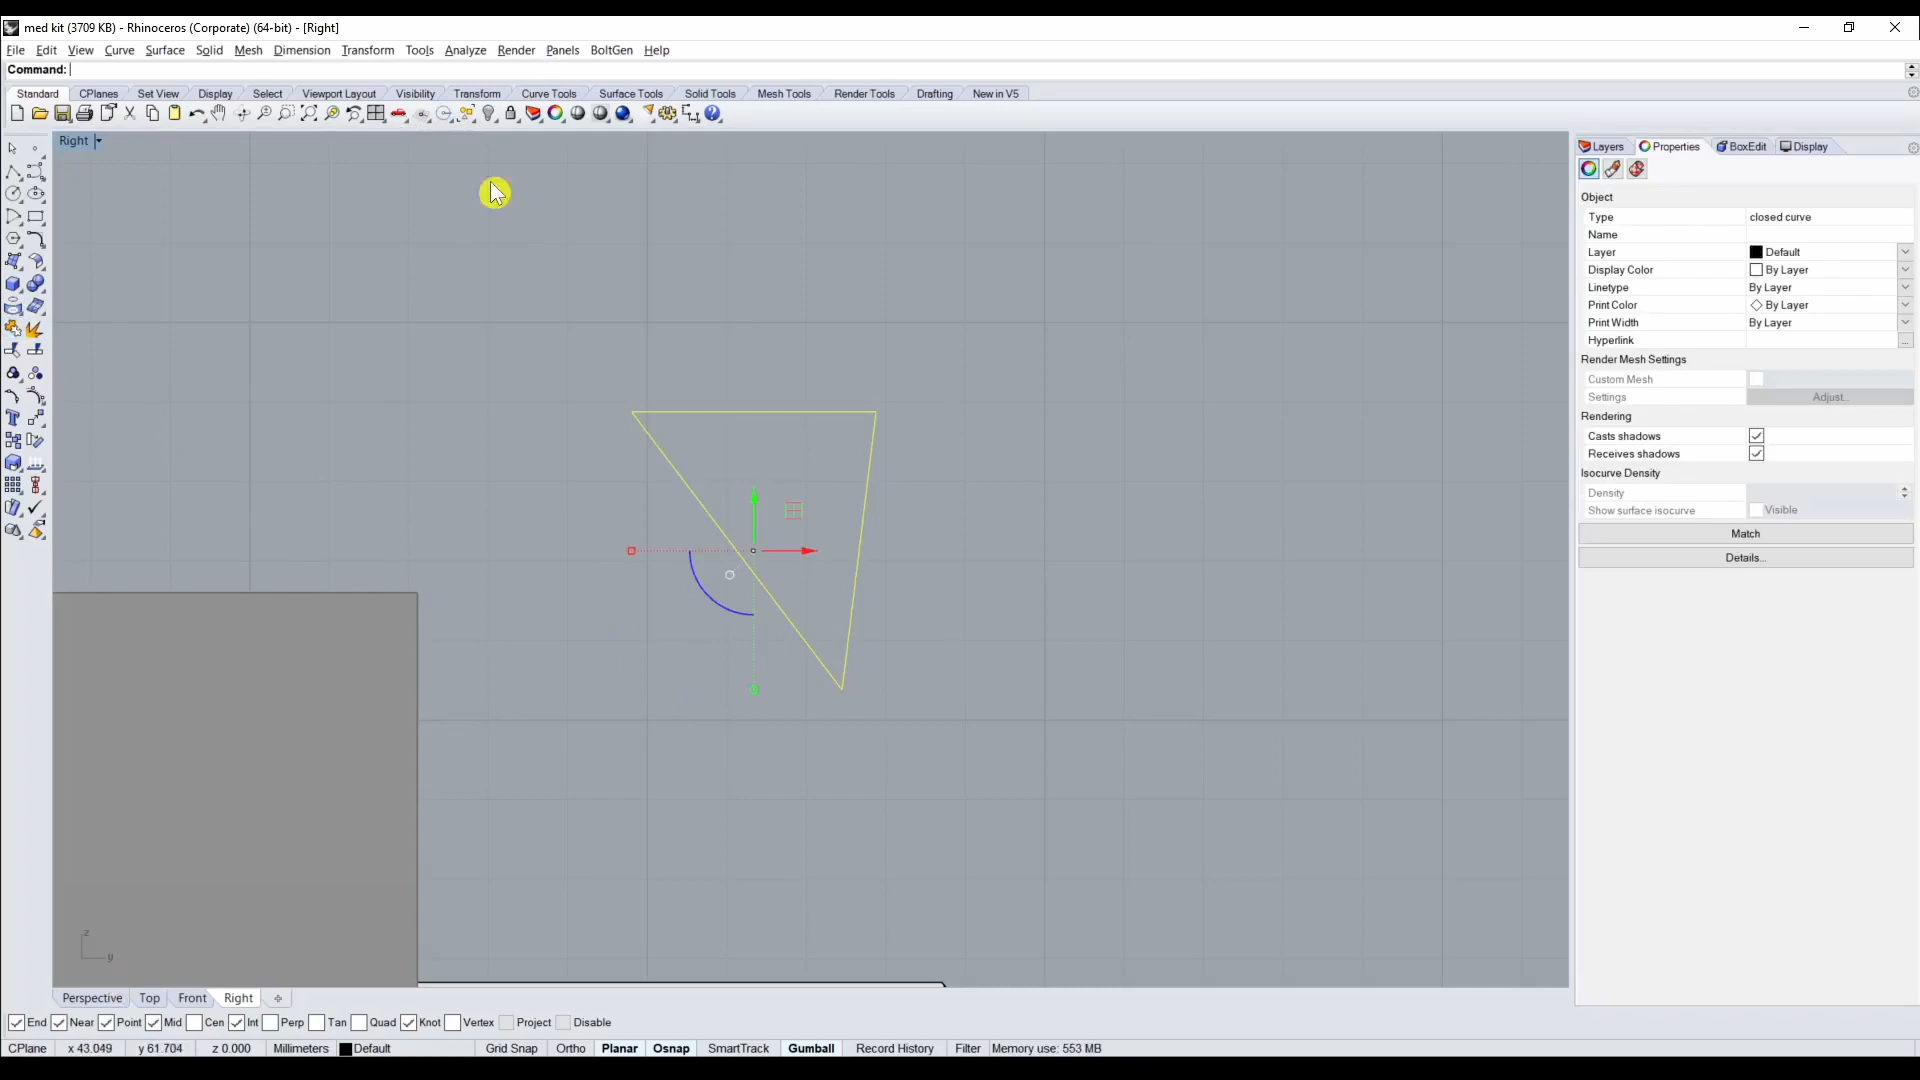 med kit (3709 KB) - Rhinoceros (Corporate) (64-bit) - [Right]
File Edit View Curve Surface Solid Mesh Dimension Transform Tools Analyze Render Panels BoltGen Help
Command:
Standard CPlanes Set View Display Select Viewport Layout Visibility Transform Curve Tools Surface Tools Solid Tools Mesh Tools Render Tools Drafting New in V5
Right
Layers Properties BoxEdit Display
Object
Type closed curve
Name
Layer Default
Display Color By Layer
Linetype By Layer
Print Color By Layer
Print Width By Layer
Hyperlink ...
Render Mesh Settings
Custom Mesh
Settings Adjust...
Rendering
Casts shadows
Receives shadows
Isocurve Density
Density
Show surface isocurve Visible
Match
Details...
z
y
Perspective Top Front Right
End Near Point Mid Cen Int Perp Tan Quad Knot Vertex Project Disable
CPlane x 43.049 y 61.704 z 0.000 Millimeters Default Grid Snap Ortho Planar Osnap SmartTrack Gumball Record History Filter Memory use: 553 MB